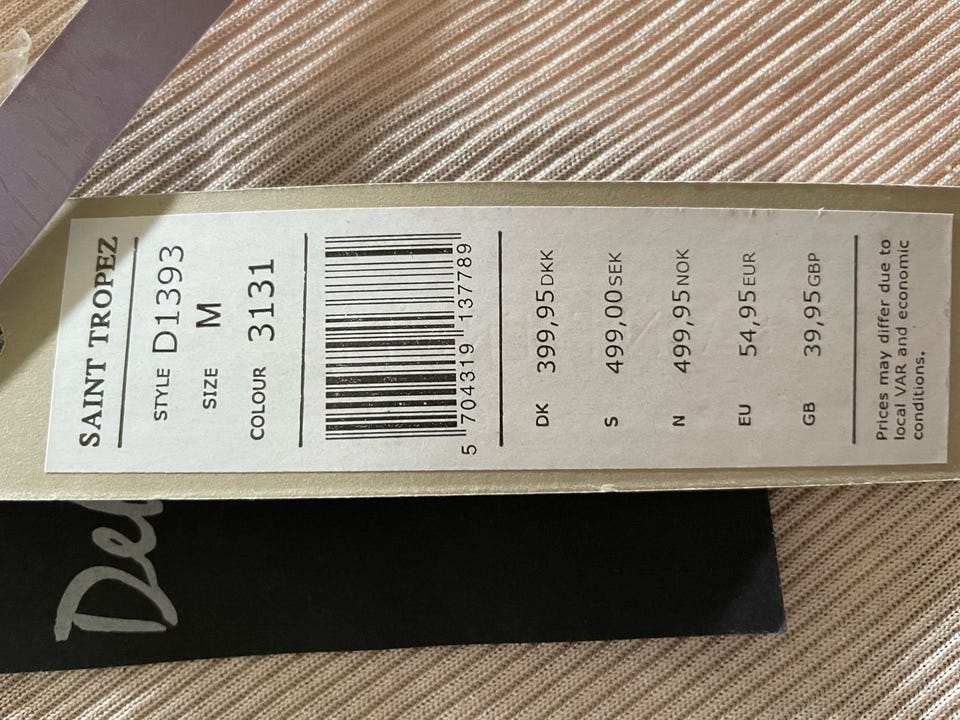 SAINT TROPEZ
STYLE D1393
SIZE M
COLOUR 3131
5 704319 137789
DK 399,95DKK
S 499,00SEK
N 499,95NOK
EU 54,95EUR
GB 39,95GBP
Prices may differ due to
local VAR and economic
conditions.